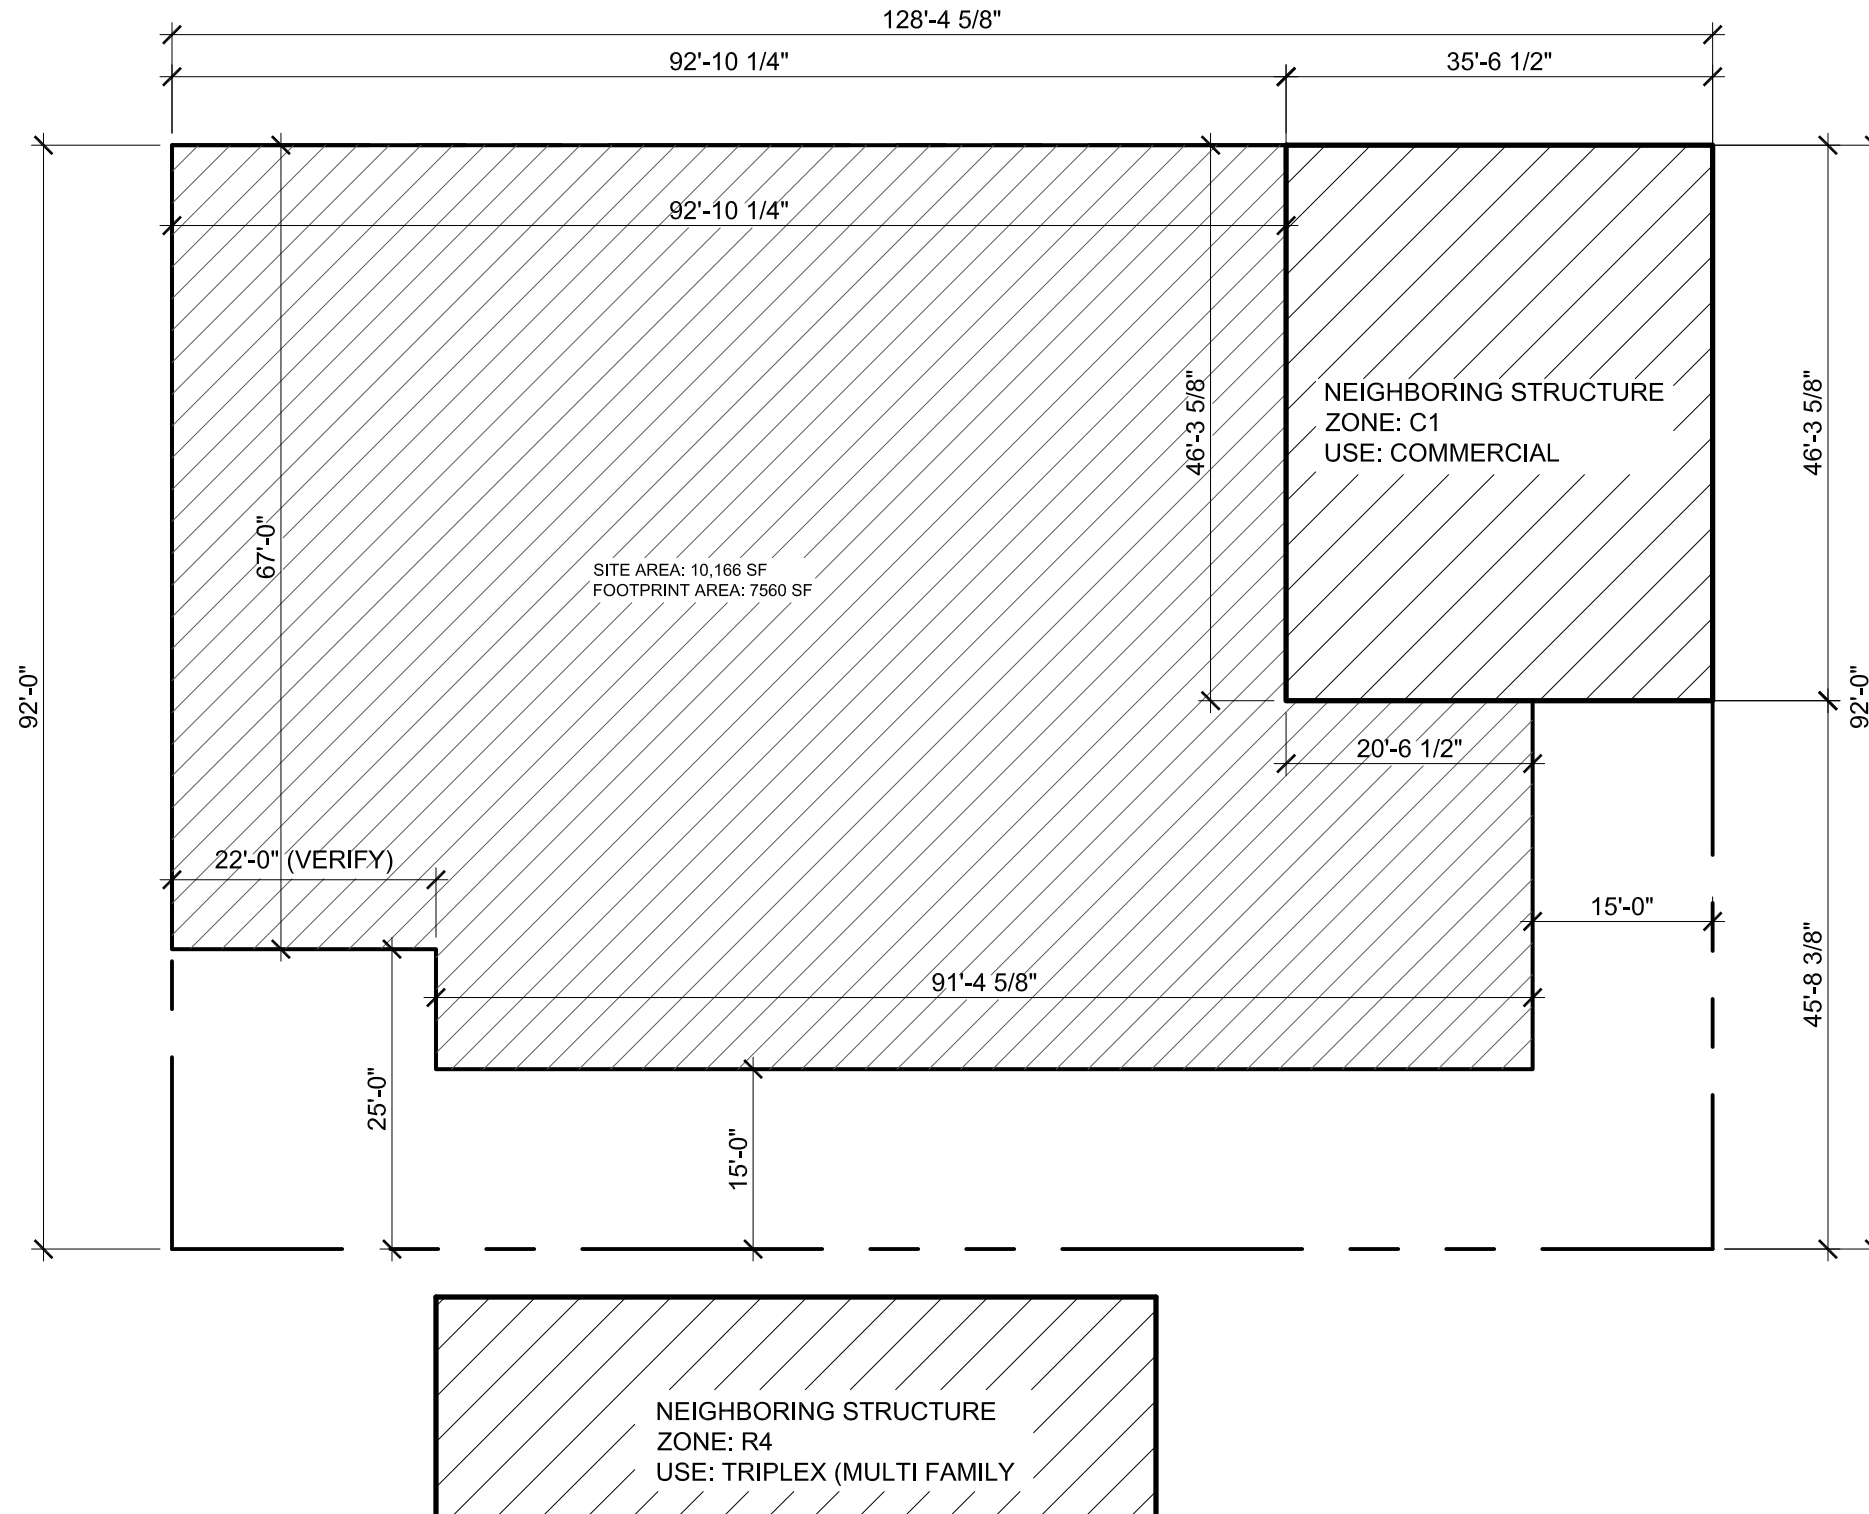 128'-4 5/8"
92'-10 1/4"
35'-6 1/2"
92'-10 1/4"
46'-3 5/8"
NEIGHBORING STRUCTURE
ZONE: C1
USE: COMMERCIAL
46'-3 5/8"
67'-0"
SITE AREA: 10,166 SF
FOOTPRINT AREA: 7560 SF
92'-0"
92'-0"
20'-6 1/2"
22'-0" (VERIFY)
15'-0"
91'-4 5/8"
45'-8 3/8"
25'-0"
15'-0"
NEIGHBORING STRUCTURE
ZONE: R4
USE: TRIPLEX (MULTI FAMILY